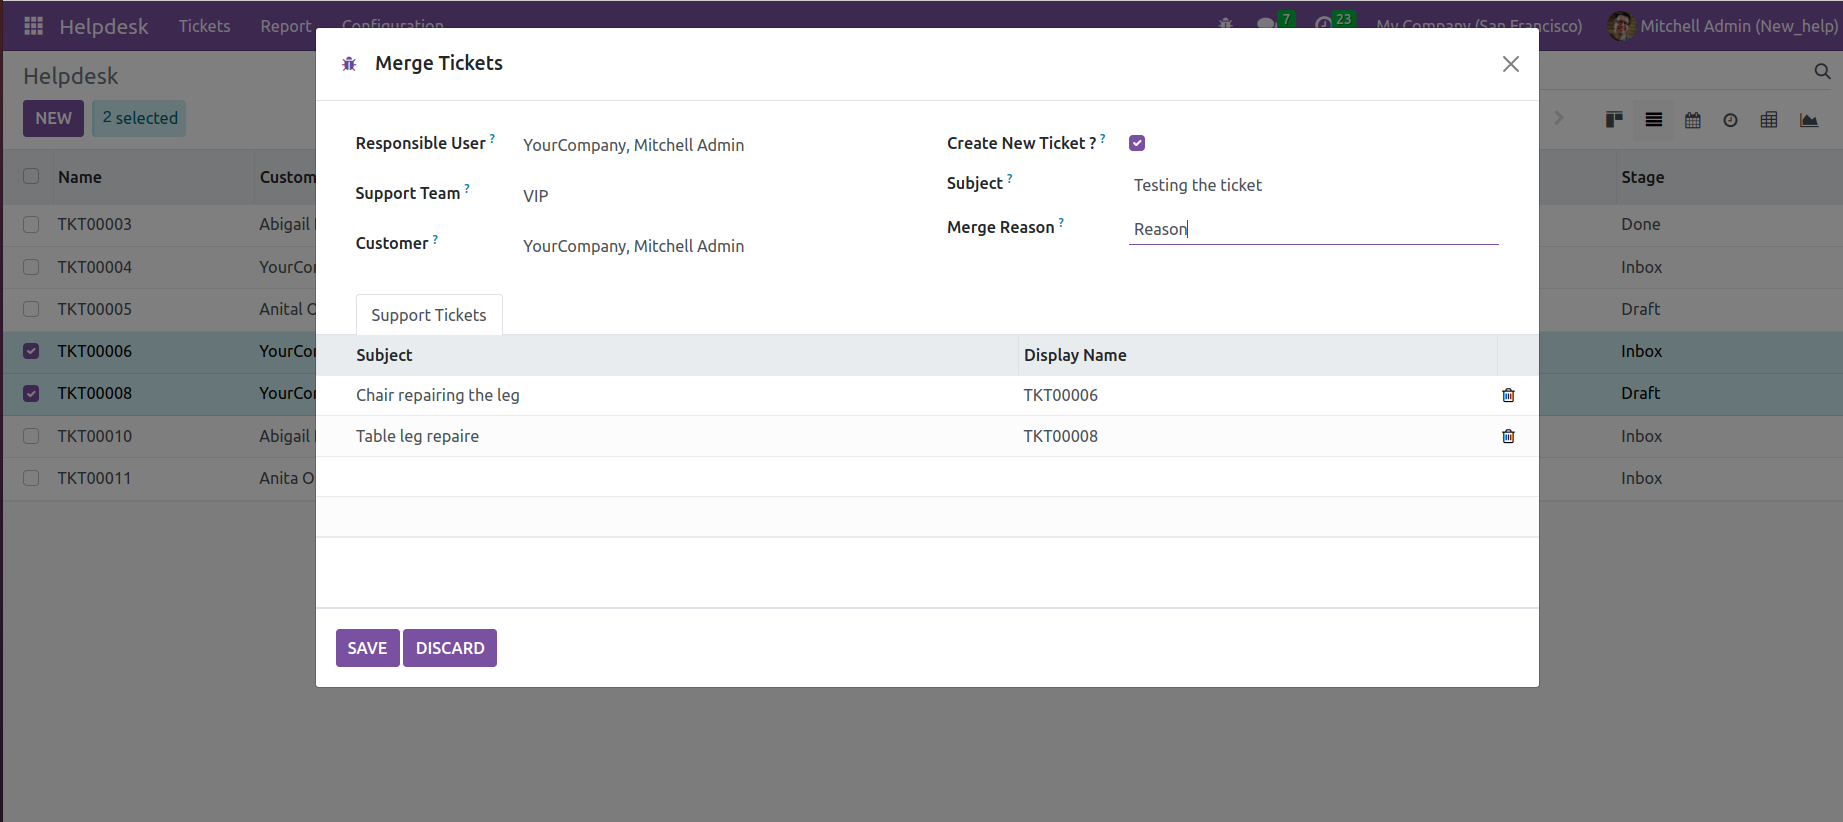 Helpdesk Tickets Report Configuration 7 23 My Company (San Francisco) Mitchell Admin (New_help)
Merge Tickets
Helpdesk
NEW 2 selected
Responsible User ? YourCompany, Mitchell Admin
Create New Ticket ? ?
Support Team ? VIP
Subject ? Testing the ticket
Customer ? YourCompany, Mitchell Admin
Merge Reason ? Reason
Support Tickets
Subject Display Name
Chair repairing the leg TKT00006
Table leg repaire TKT00008
SAVE DISCARD
Name Custom Stage
TKT00003 Abigail Done
TKT00004 YourCo Inbox
TKT00005 Anital O Draft
TKT00006 YourCo Inbox
TKT00008 YourCo Draft
TKT00010 Abigail Inbox
TKT00011 Anita O Inbox